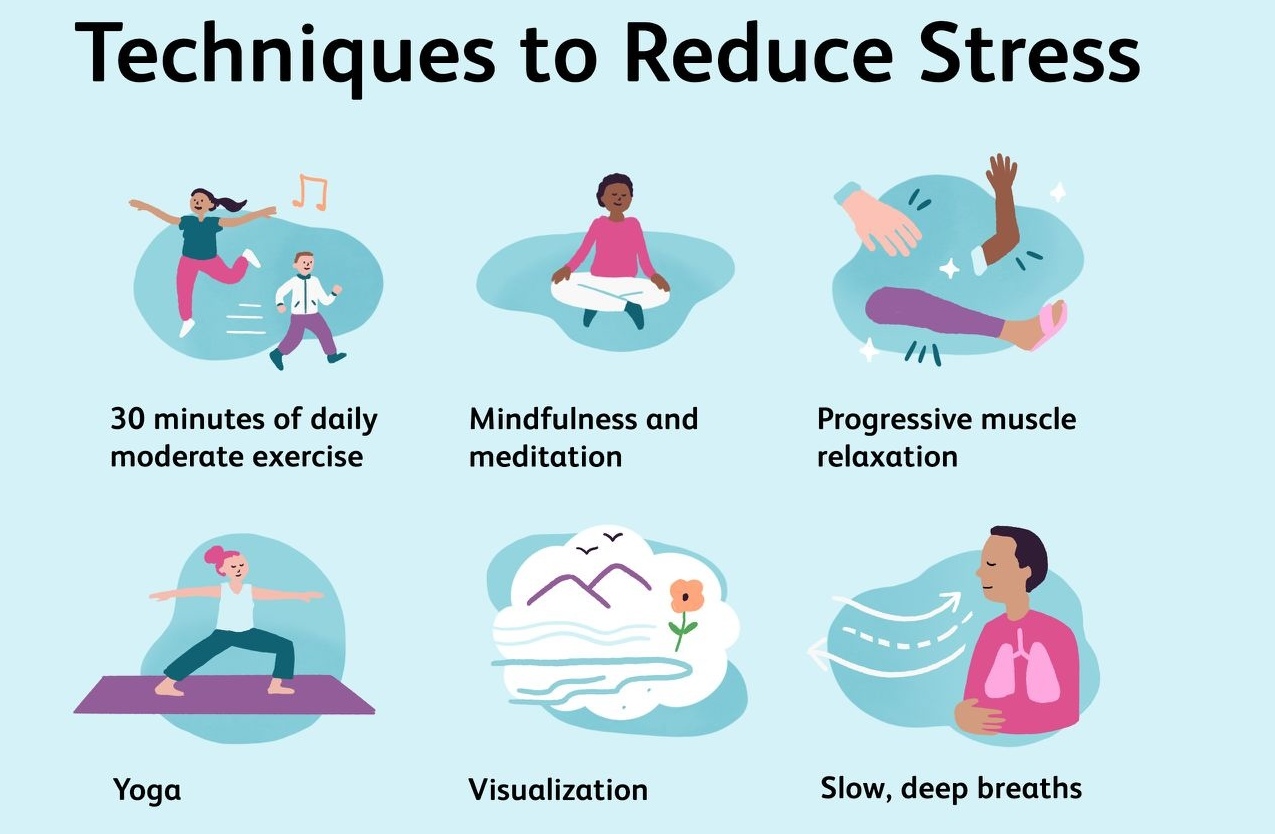 Techniques to Reduce Stress
30 minutes of daily
moderate exercise
Mindfulness and
meditation
Progressive muscle
relaxation
Yoga
Visualization
Slow, deep breaths